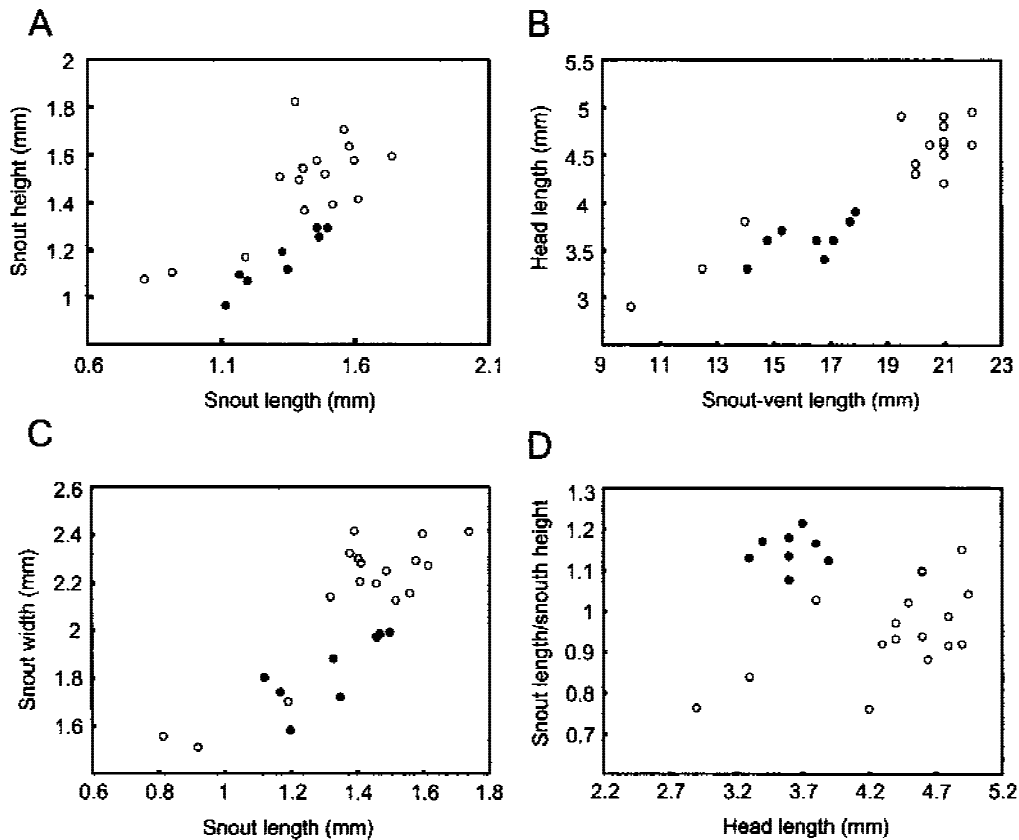 A
2
1.8
1.6
1.4
1.2
1
Snout height (mm)
0.6 1.1 1.6 2.1
Snout length (mm)
B
5.5
5
4.5
4
3.5
3
Head length (mm)
9 11 13 15 17 19 21 23
Snout-vent length (mm)
C
2.6
2.4
2.2
2
1.8
1.6
Snout width (mm)
0.6 0.8 1 1.2 1.4 1.6 1.8
Snout length (mm)
D
1.3
1.2
1.1
1
0.9
0.8
0.7
Snout length/snouth height
2.2 2.7 3.2 3.7 4.2 4.7 5.2
Head length (mm)